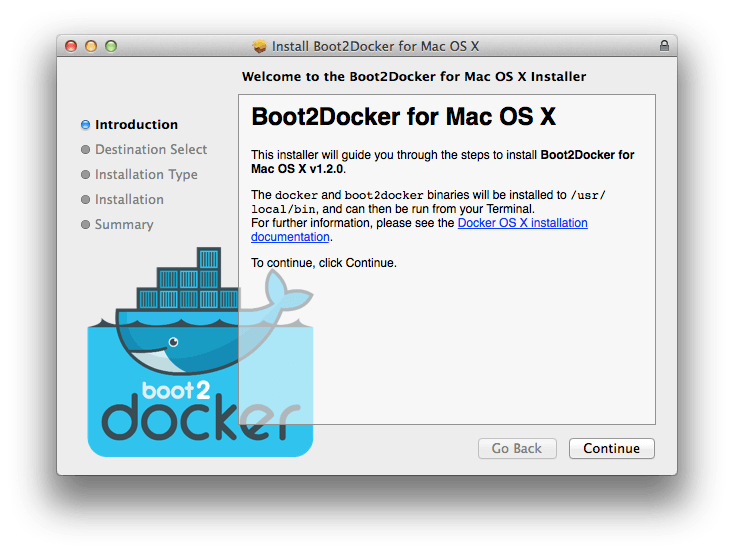 Install Boot2Docker for Mac OS X
Welcome to the Boot2Docker for Mac OS X Installer
Introduction
Destination Select
Installation Type
Installation
Summary
Boot2Docker for Mac OS X
This installer will guide you through the steps to install Boot2Docker for
Mac OS X v1.2.0.
The docker and boot2docker binaries will be installed to /usr/
local/bin, and can then be run from your Terminal.
For further information, please see the Docker OS X installation
documentation.
To continue, click Continue.
boot2
docker
Go Back
Continue